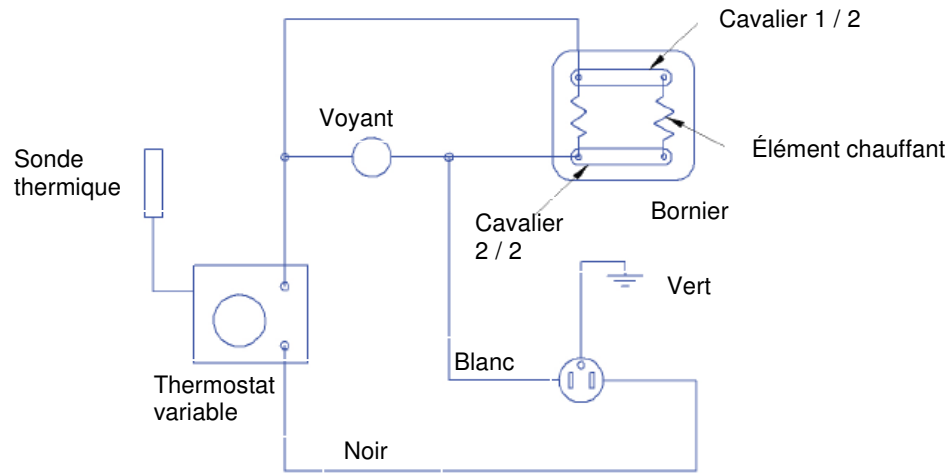 Cavalier 1 / 2
Voyant
Sonde
thermique
Élément chauffant
Cavalier
2 / 2
Bornier
Vert
Blanc
Thermostat
variable
Noir